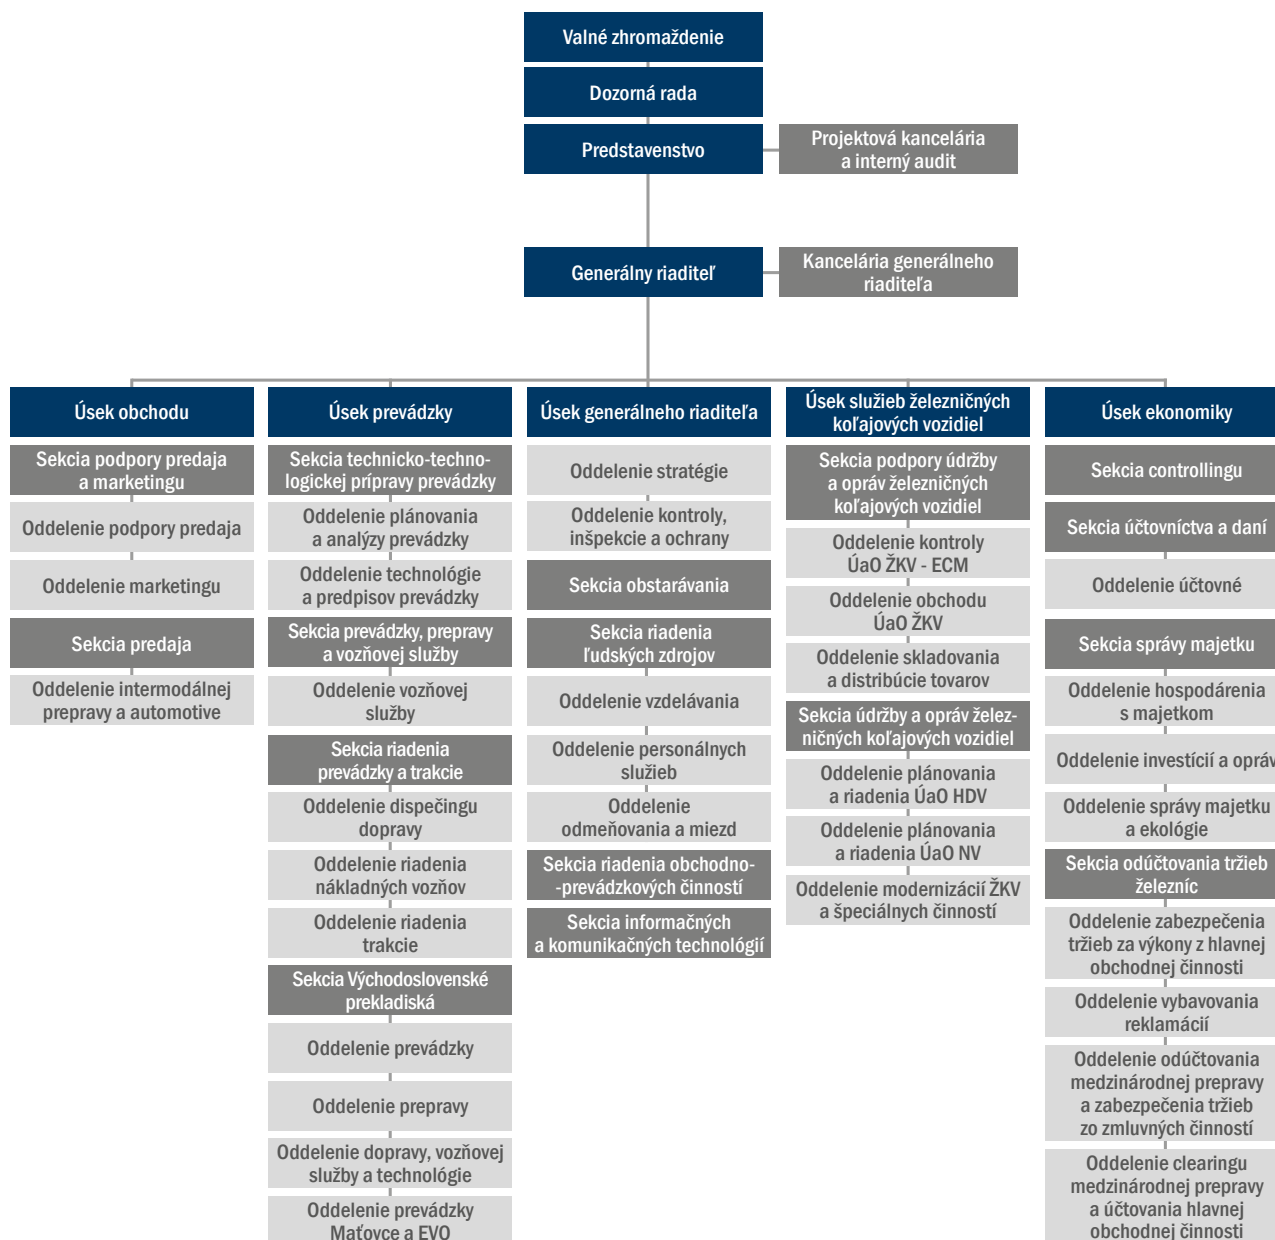 Valné zhromaždenie
Dozorná rada
Predstavenstvo
Projektová kancelária
a interný audit
Generálny riaditeľ
Kancelária generálneho
riaditeľa
Úsek obchodu
Sekcia podpory predaja
a marketingu
Oddelenie podpory predaja
Oddelenie marketingu
Sekcia predaja
Oddelenie intermodálnej
prepravy a automotive
Úsek prevádzky
Sekcia technicko-techno-
logickej prípravy prevádzky
Oddelenie plánovania
a analýzy prevádzky
Oddelenie technológie
a predpisov prevádzky
Sekcia prevádzky, prepravy
a vozňovej služby
Oddelenie vozňovej
služby
Sekcia riadenia
prevádzky a trakcie
Oddelenie dispečingu
dopravy
Oddelenie riadenia
nákladných vozňov
Oddelenie riadenia
trakcie
Sekcia Východoslovenské
prekladiská
Oddelenie prevádzky
Oddelenie prepravy
Oddelenie dopravy, vozňovej
služby a technológie
Oddelenie prevádzky
Maťovce a EVO
Úsek generálneho riaditeľa
Oddelenie stratégie
Oddelenie kontroly,
inšpekcie a ochrany
Sekcia obstarávania
Sekcia riadenia
ľudských zdrojov
Oddelenie vzdelávania
Oddelenie personálnych
služieb
Oddelenie
odmeňovania a miezd
Sekcia riadenia obchodno-
-prevádzkových činností
Sekcia informačných
a komunikačných technológií
Úsek služieb železničných
koľajových vozidiel
Sekcia podpory údržby
a opráv železničných
koľajových vozidiel
Oddelenie kontroly
ÚaO ŽKV - ECM
Oddelenie obchodu
ÚaO ŽKV
Oddelenie skladovania
a distribúcie tovarov
Sekcia údržby a opráv želez-
ničných koľajových vozidiel
Oddelenie plánovania
a riadenia ÚaO HDV
Oddelenie plánovania
a riadenia ÚaO NV
Oddelenie modernizácií ŽKV
a špeciálnych činností
Úsek ekonomiky
Sekcia controllingu
Sekcia účtovníctva a daní
Oddelenie účtovné
Sekcia správy majetku
Oddelenie hospodárenia
s majetkom
Oddelenie investícií a opráv
Oddelenie správy majetku
a ekológie
Sekcia odúčtovania tržieb
železníc
Oddelenie zabezpečenia
tržieb za výkony z hlavnej
obchodnej činnosti
Oddelenie vybavovania
reklamácií
Oddelenie odúčtovania
medzinárodnej prepravy
a zabezpečenia tržieb
zo zmluvných činností
Oddelenie clearingu
medzinárodnej prepravy
a účtovania hlavnej
obchodnej činnosti